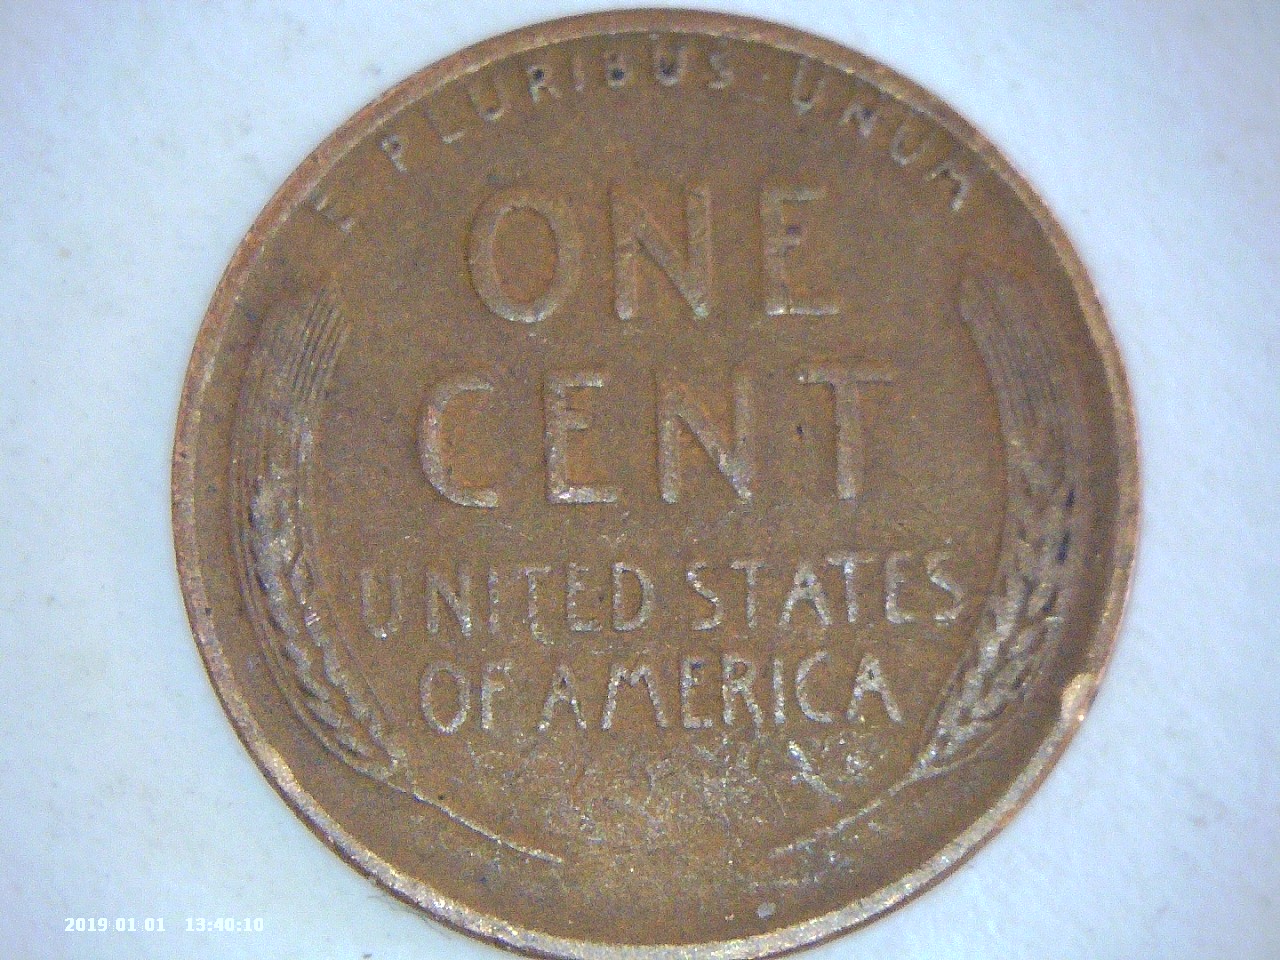 E PLURIBUS · UNUM
ONE
CENT
UNITED STATES
OF AMERICA
2019 01 01 13:40:10